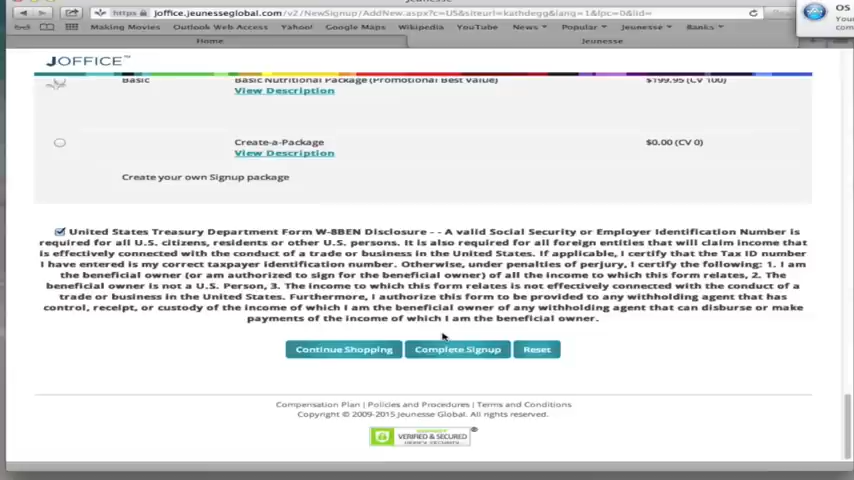 Jeunesse
OS
https joffice.jeunesseglobal.com/v2/NewSignup/AddNew.aspx?c=US&siteurl=kathdegg&lang=1&lpc=0&iid=
Your
com
Making Movies Outlook Web Access Yahoo! Google Maps Wikipedia YouTube News Popular Jeunesse Banks
Home Jeunesse
JOFFICE™
Basic Basic Nutritional Package (Promotional Best Value) $199.95 (CV 100)
View Description
Create-a-Package $0.00 (CV 0)
View Description
Create your own Signup package
United States Treasury Department Form W-8BEN Disclosure - - A valid Social Security or Employer Identification Number is
required for all U.S. citizens, residents or other U.S. persons. It is also required for all foreign entities that will claim income that
is effectively connected with the conduct of a trade or business in the United States. If applicable, I certify that the Tax ID number
I have entered is my correct taxpayer identification number. Otherwise, under penalties of perjury, I certify the following: 1. I am
the beneficial owner (or am authorized to sign for the beneficial owner) of all the income to which this form relates, 2. The
beneficial owner is not a U.S. Person, 3. The income to which this form relates is not effectively connected with the conduct of a
trade or business in the United States. Furthermore, I authorize this form to be provided to any withholding agent that has
control, receipt, or custody of the income of which I am the beneficial owner of any withholding agent that can disburse or make
payments of the income of which I am the beneficial owner.
Continue Shopping Complete Signup Reset
Compensation Plan | Policies and Procedures | Terms and Conditions
Copyright © 2009-2015 Jeunesse Global. All rights reserved.
VERIFIED & SECURED